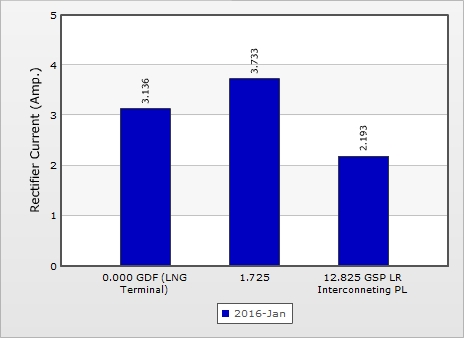 5
4
3
2
1
0
Rectifier Current (Amp.)
3.136
3.733
2.193
0.000 GDF (LNG
Terminal)
1.725
12.825 GSP LR
Interconneting PL
2016-Jan